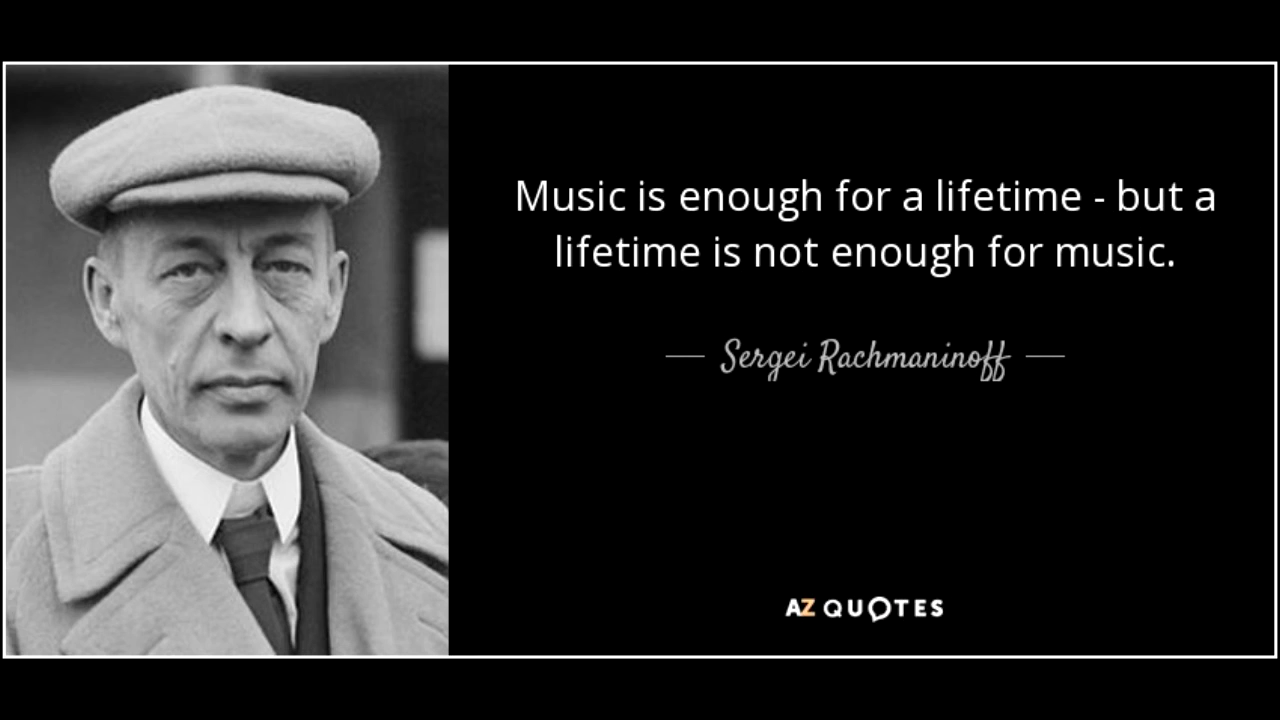 Music is enough for a lifetime - but a
lifetime is not enough for music.
Sergei Rachmaninoff
AZ QUOTES